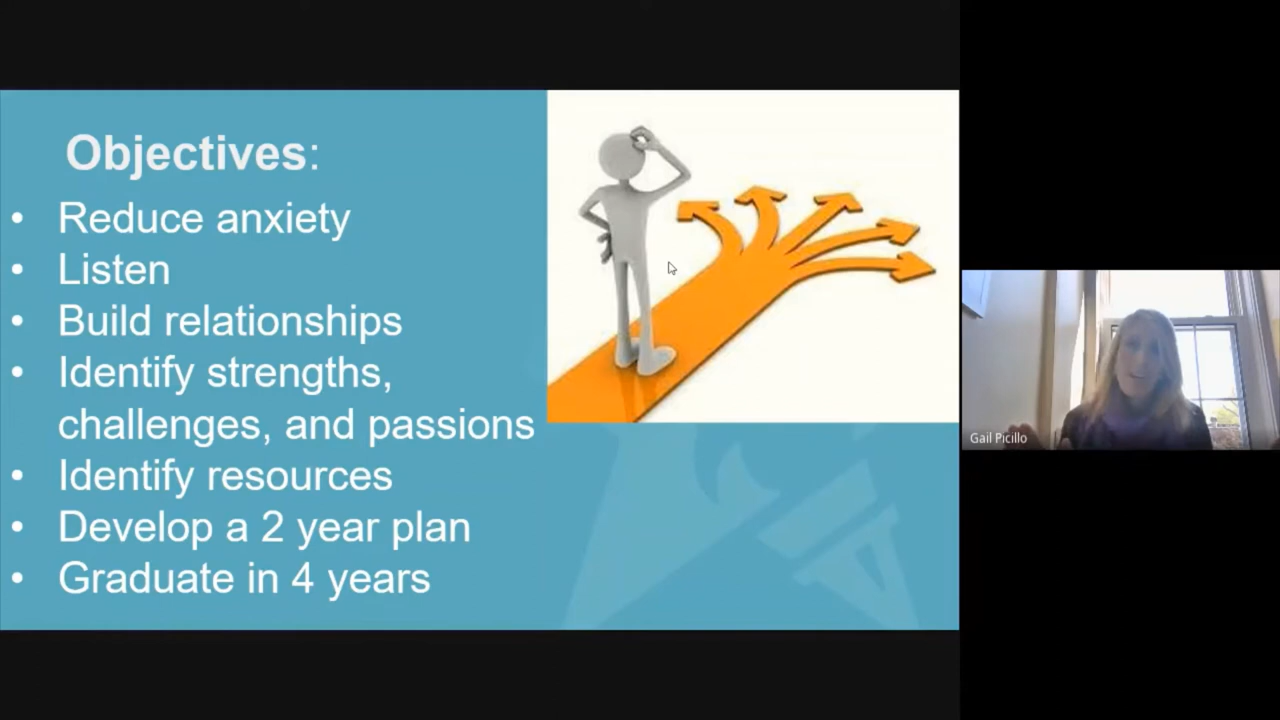 Objectives:
• Reduce anxiety
• Listen
• Build relationships
• Identify strengths,
challenges, and passions
• Identify resources
• Develop a 2 year plan
• Graduate in 4 years
Gail Picillo